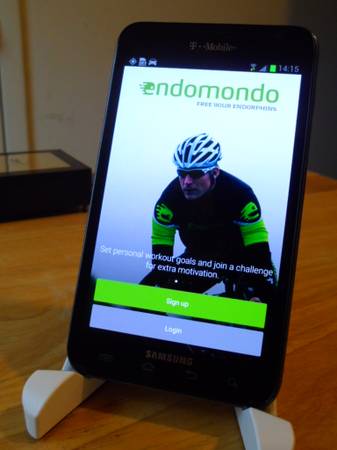 T··Mobile·
14:15
endomondo
FREE YOUR ENDORPHINS
Set personal workout goals and join a challenge
for extra motivation.
Sign up
Login
SAMSUNG